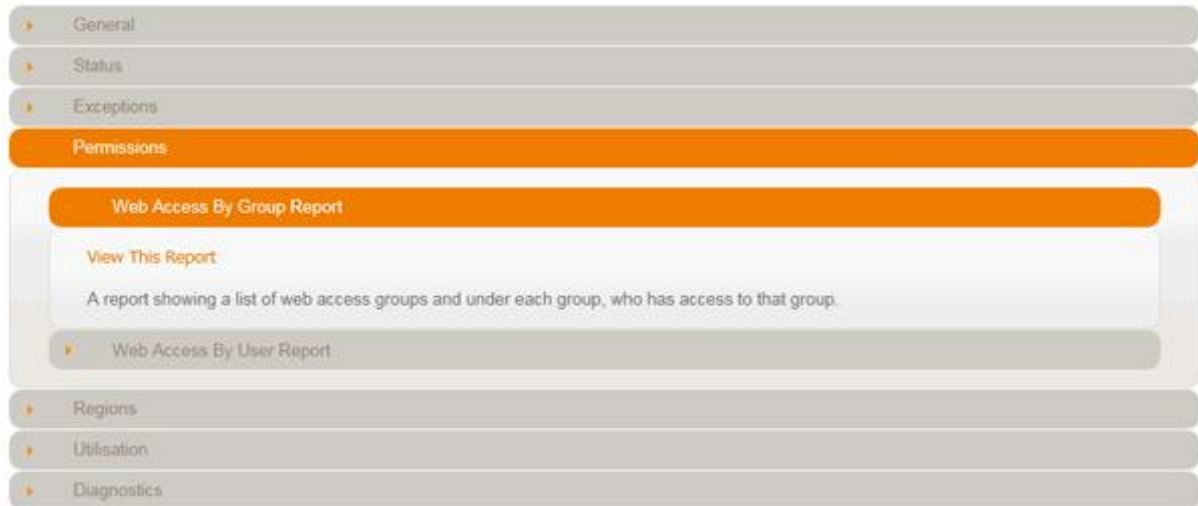 General
Status
Exceptions
Permissions
Web Access By Group Report
View This Report
A report showing a list of web access groups and under each group, who has access to that group.
Web Access By User Report
Regions
Utilisation
Diagnostics